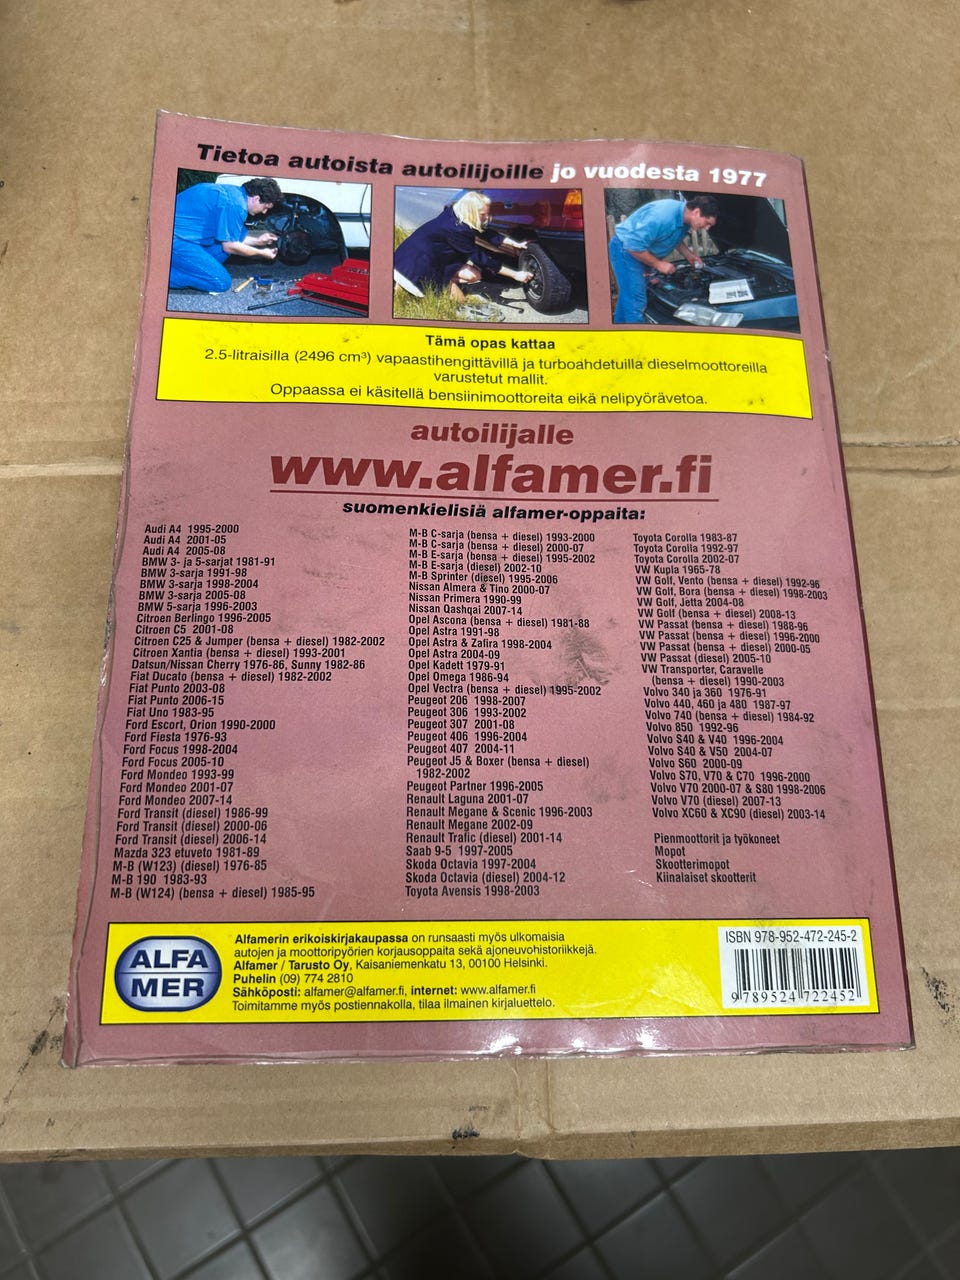 Tietoa autoista autoilijoille jo vuodesta 1977
Tämä opas kattaa
2.5-litraisilla (2496 cm³) vapaastihengittävillä ja turboahdetuilla dieselmoottoreilla
varustetut mallit.
Oppaassa ei käsitellä bensiinimoottoreita eikä nelipyörävetoa.
autoilijalle
www.alfamer.fi
suomenkielisiä alfamer-oppaita:
Audi A4 1995-2000
Audi A4 2001-05
Audi A4 2005-08
BMW 3- ja 5-sarjat 1981-91
BMW 3-sarja 1991-98
BMW 3-sarja 1998-2004
BMW 3-sarja 2005-08
BMW 5-sarja 1996-2003
Citroen Berlingo 1996-2005
Citroen C5 2001-08
Citroen C25 & Jumper (bensa + diesel) 1982-2002
Citroen Xantia (bensa + diesel) 1993-2001
Datsun/Nissan Cherry 1976-86, Sunny 1982-86
Fiat Ducato (bensa + diesel) 1982-2002
Fiat Punto 2003-08
Fiat Punto 2006-15
Fiat Uno 1983-95
Ford Escort, Orion 1990-2000
Ford Fiesta 1976-93
Ford Focus 1998-2004
Ford Focus 2005-10
Ford Mondeo 1993-99
Ford Mondeo 2001-07
Ford Mondeo 2007-14
Ford Transit (diesel) 1986-99
Ford Transit (diesel) 2000-06
Ford Transit (diesel) 2006-14
Mazda 323 etuveto 1981-89
M-B (W123) (diesel) 1976-85
M-B 190 1983-93
M-B (W124) (bensa + diesel) 1985-95
M-B C-sarja (bensa + diesel) 1993-2000
M-B C-sarja (bensa + diesel) 2000-07
M-B E-sarja (bensa + diesel) 1995-2002
M-B E-sarja (diesel) 2002-10
M-B Sprinter (diesel) 1995-2006
Nissan Almera & Tino 2000-07
Nissan Primera 1990-99
Nissan Qashqai 2007-14
Opel Ascona (bensa + diesel) 1981-88
Opel Astra 1991-98
Opel Astra & Zafira 1998-2004
Opel Astra 2004-09
Opel Kadett 1979-91
Opel Omega 1986-94
Opel Vectra (bensa + diesel) 1995-2002
Peugeot 206 1998-2007
Peugeot 306 1993-2002
Peugeot 307 2001-08
Peugeot 406 1996-2004
Peugeot 407 2004-11
Peugeot J5 & Boxer (bensa + diesel)
1982-2002
Peugeot Partner 1996-2005
Renault Laguna 2001-07
Renault Megane & Scenic 1996-2003
Renault Megane 2002-09
Renault Trafic (diesel) 2001-14
Saab 9-5 1997-2005
Skoda Octavia 1997-2004
Skoda Octavia (diesel) 2004-12
Toyota Avensis 1998-2003
Toyota Corolla 1983-87
Toyota Corolla 1992-97
Toyota Corolla 2002-07
VW Kupla 1965-78
VW Golf, Vento (bensa + diesel) 1992-96
VW Golf, Bora (bensa + diesel) 1998-2003
VW Golf, Jetta 2004-08
VW Golf (bensa + diesel) 2008-13
VW Passat (bensa + diesel) 1988-96
VW Passat (bensa + diesel) 1996-2000
VW Passat (bensa + diesel) 2000-05
VW Passat (diesel) 2005-10
VW Transporter, Caravelle
(bensa + diesel) 1990-2003
Volvo 340 ja 360 1976-91
Volvo 440, 460 ja 480 1987-97
Volvo 740 (bensa + diesel) 1984-92
Volvo 850 1992-96
Volvo S40 & V40 1996-2004
Volvo S40 & V50 2004-07
Volvo S60 2000-09
Volvo S70, V70 & C70 1996-2000
Volvo V70 2000-07 & S80 1998-2006
Volvo V70 (diesel) 2007-13
Volvo XC60 & XC90 (diesel) 2003-14
Pienmoottorit ja työkoneet
Mopot
Skootterimopot
Kiinalaiset skootterit
ALFA
MER
Alfamerin erikoiskirjakaupassa on runsaasti myös ulkomaisia
autojen ja moottoripyörien korjausoppaita sekä ajoneuvohistoriikkejä.
Alfamer / Tarusto Oy, Kaisaniemenkatu 13, 00100 Helsinki.
Puhelin (09) 774 2810
Sähköposti: alfamer@alfamer.fi, internet: www.alfamer.fi
Toimitamme myös postiennakolla, tilaa ilmainen kirjaluettelo.
ISBN 978-952-472-245-2
9 789524 722452